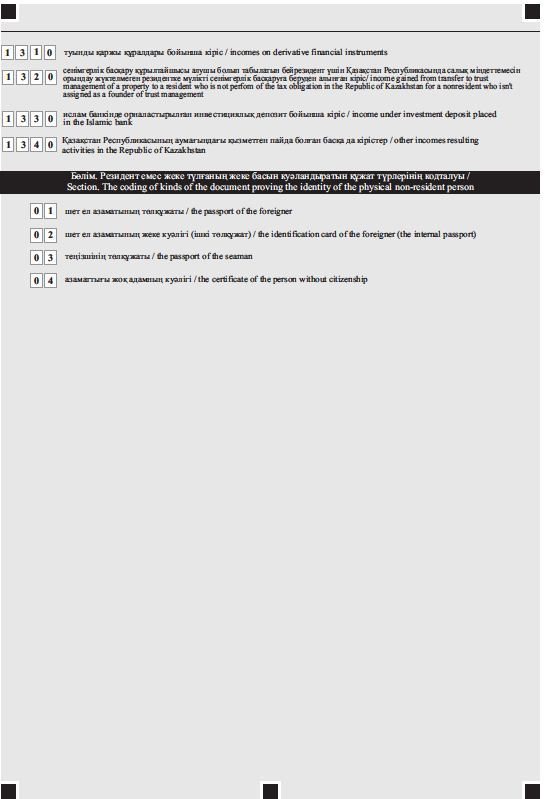 1310 туынды қаржы құралдары бойынша кіріс / incomes on derivative financial instruments
1320 сенімгерлік басқару құрылтайшысы алушы болып табылатын бейрезидент үшін Қазақстан Республикасында салық міндеттемесін
орындау жүктелмеген резидентке мүлікті сенімгерлік басқаруға беруден алынған кіріс/ income gained from transfer to trust
management of a property to a resident who is not perfom of the tax obligation in the Republic of Kazakhstan for a nonresident who isn't
assigned as a founder of trust management
1330 ислам банкінде орналастырылған инвестициялық депозит бойынша кіріс / income under investment deposit placed
in the Islamic bank
1340 Қазақстан Республикасының аумағындағы қызметтен пайда болған басқа да кірістер / other incomes resulting
activities in the Republic of Kazakhstan
Бөлім. Резидент емес жеке тұлғаның жеке басын куәландыратын құжат түрлерінің кодталуы /
Section. The coding of kinds of the document proving the identity of the physical non-resident person
01 шет ел азаматының төлқұжаты / the passport of the foreigner
02 шет ел азаматының жеке куәлігі (ішкі төлқұжат) / the identification card of the foreigner (the internal passport)
03 теңізшінің төлқұжаты / the passport of the seaman
04 азаматтығы жоқ адамның куәлігі / the certificate of the person without citizenship